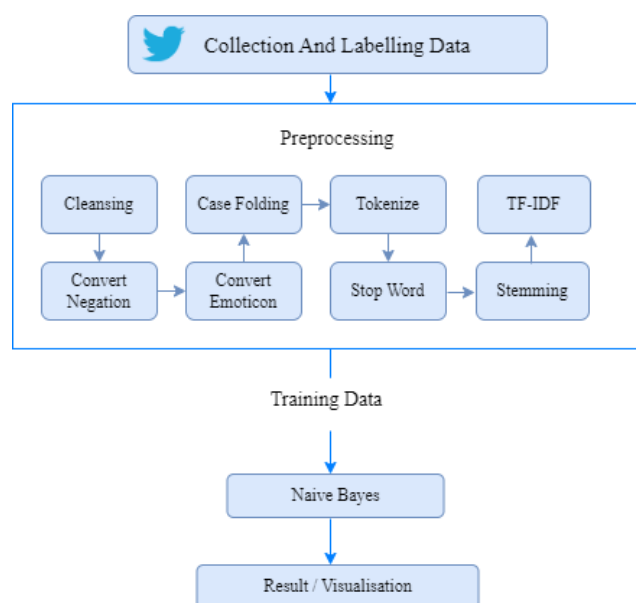 Collection And Labelling Data
Preprocessing
Cleansing
Case Folding
Tokenize
TF-IDF
Convert
Negation
Convert
Emoticon
Stop Word
Stemming
Training Data
Naive Bayes
Result / Visualisation